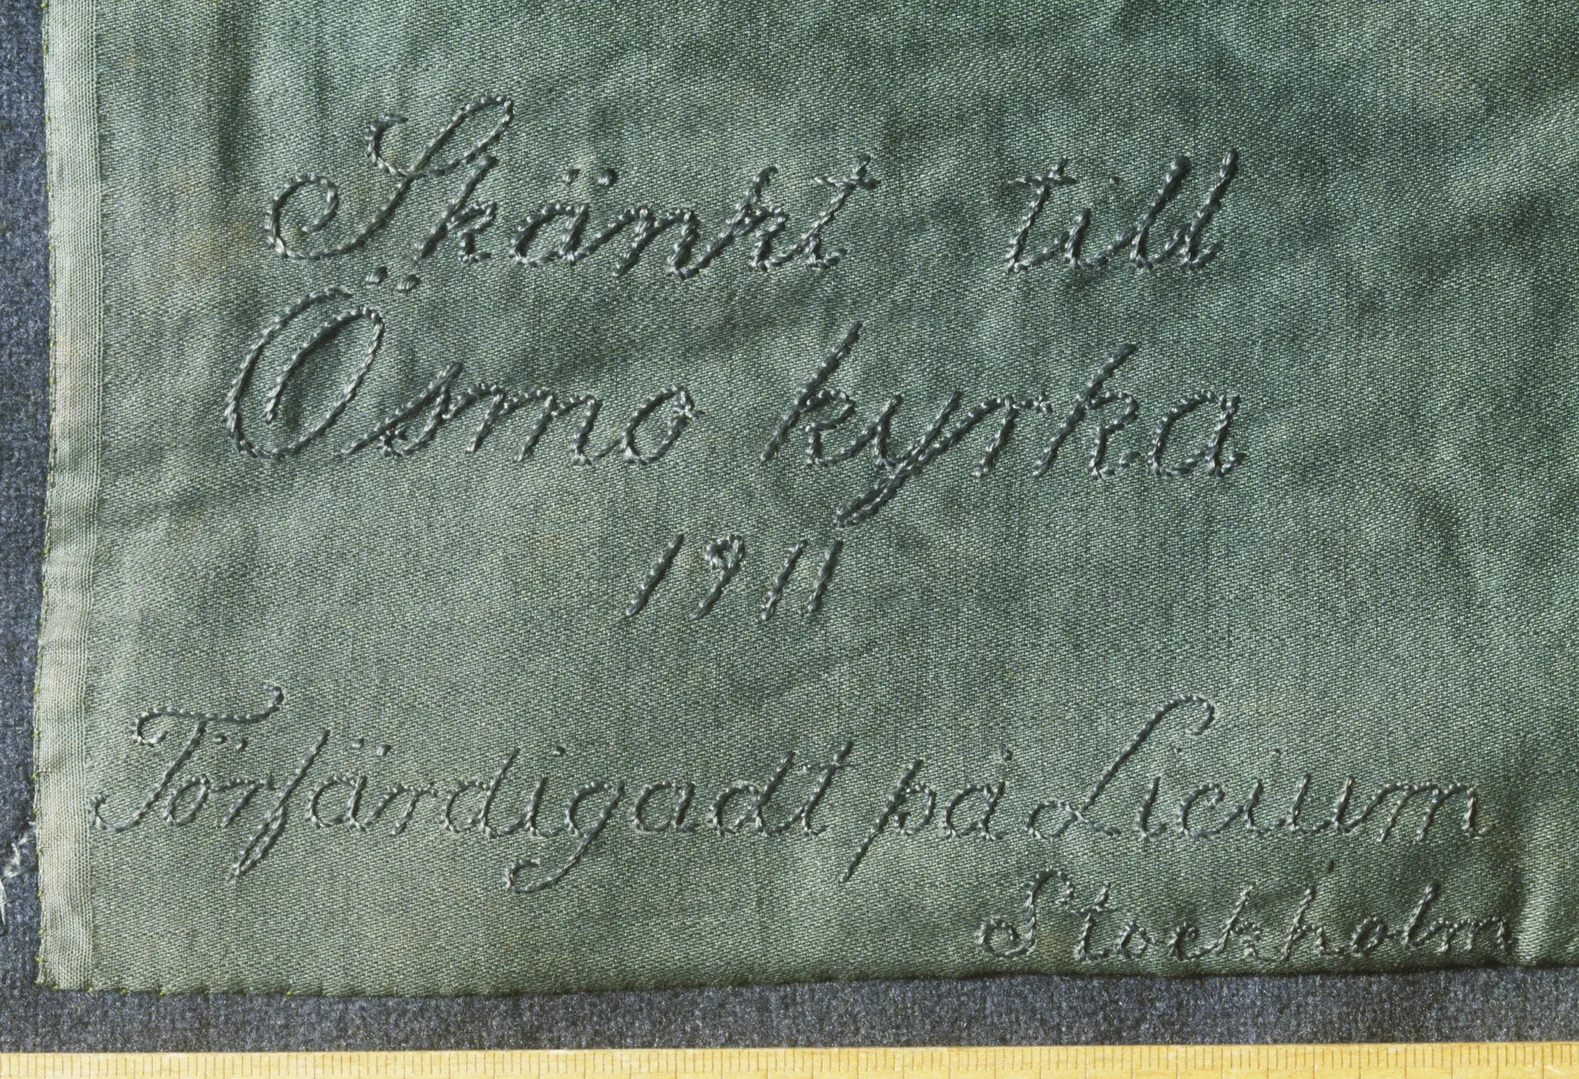 Skänkt till
Ösmo kyrka
1911
Förfärdigadt på Licium
Stockholm